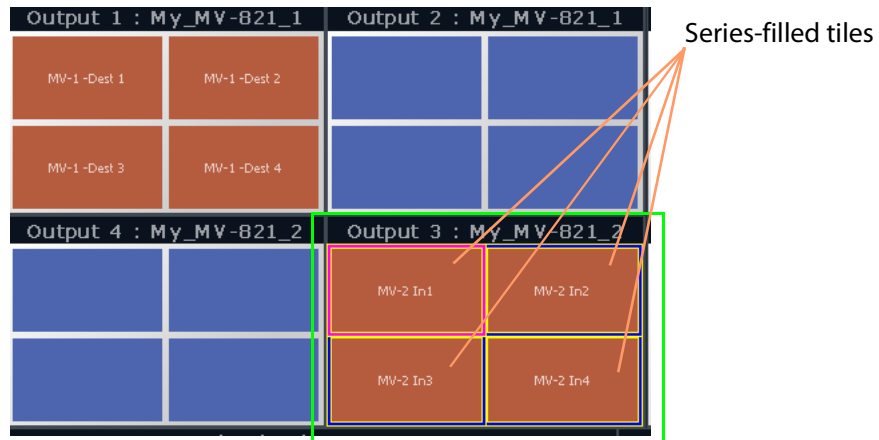 Output 1 : My_MV-821_1
Output 2 : My_MV-821_1
Series-filled tiles
MV-1 -Dest 1
MV-1 -Dest 2
MV-1 -Dest 3
MV-1 -Dest 4
Output 4 : My_MV-821_2
Output 3 : My_MV-821_2
MV-2 In1
MV-2 In2
MV-2 In3
MV-2 In4